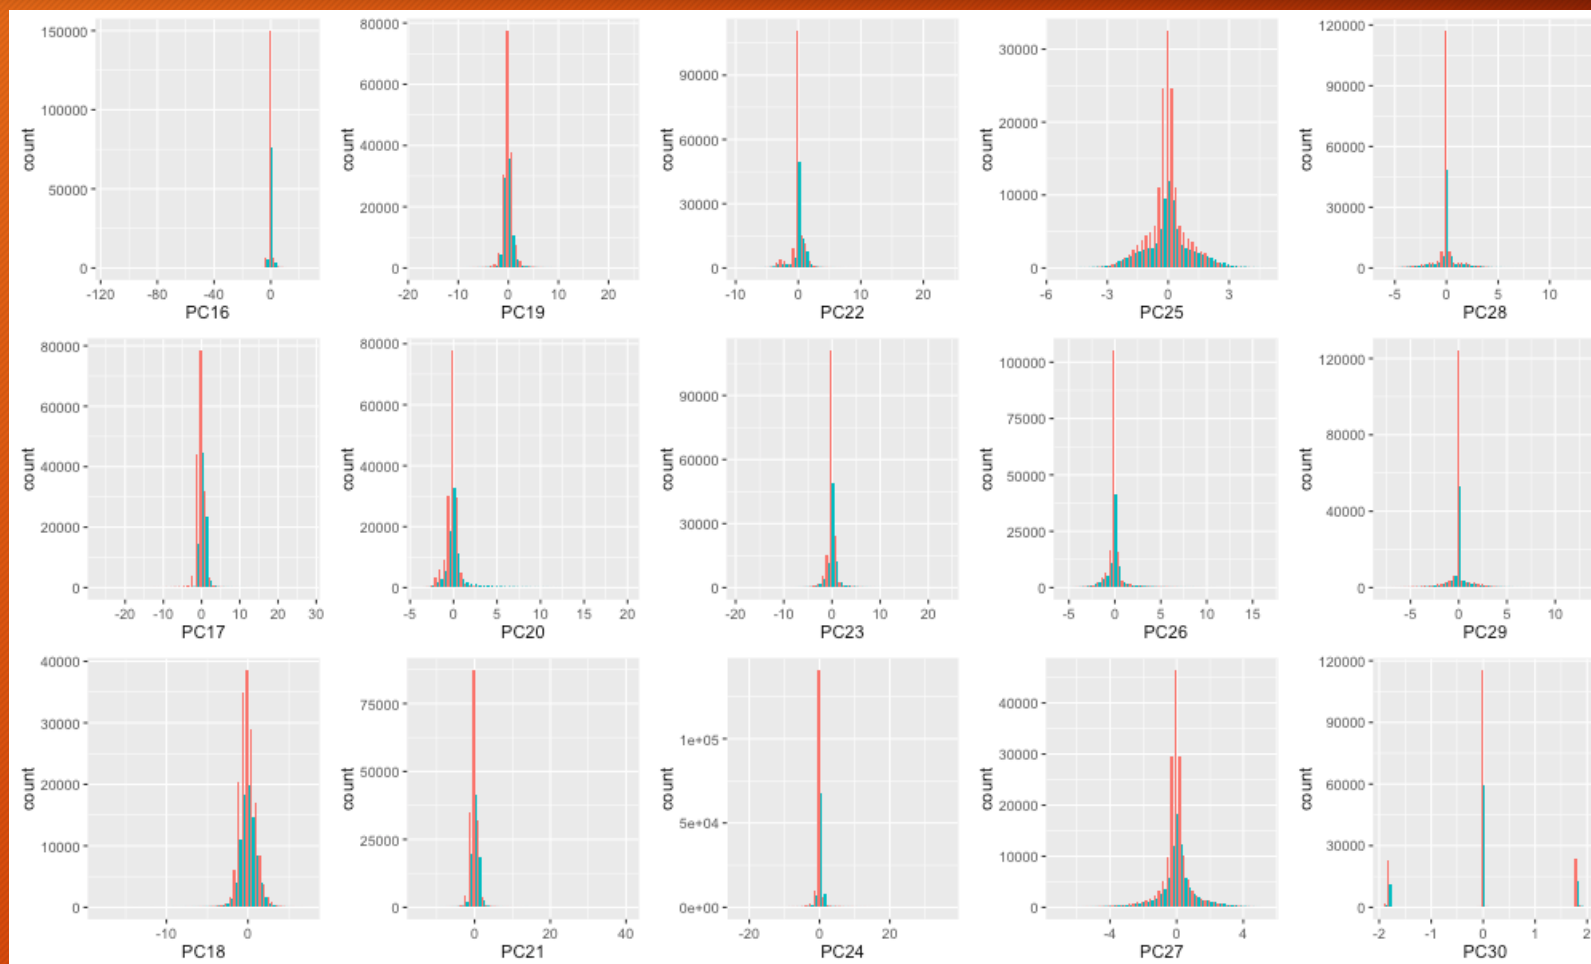 150000
100000
50000
0
count
-120 -80 -40 0
PC16
80000
60000
40000
20000
0
count
-20 -10 0 10 20
PC19
90000
60000
30000
0
count
-10 0 10 20
PC22
30000
20000
10000
0
count
-6 -3 0 3
PC25
120000
90000
60000
30000
0
count
-5 0 5 10
PC28
80000
60000
40000
20000
0
count
-20 -10 0 10 20 30
PC17
80000
60000
40000
20000
0
count
-5 0 5 10 15 20
PC20
90000
60000
30000
0
count
-20 -10 0 10 20
PC23
100000
75000
50000
25000
0
count
-5 0 5 10 15
PC26
120000
80000
40000
0
count
-5 0 5 10
PC29
40000
30000
20000
10000
0
count
-10 0
PC18
75000
50000
25000
0
count
0 20 40
PC21
1e+05
5e+04
0e+00
count
-20 0 20
PC24
40000
30000
20000
10000
0
count
-4 0 4
PC27
120000
90000
60000
30000
0
count
-2 -1 0 1 2
PC30